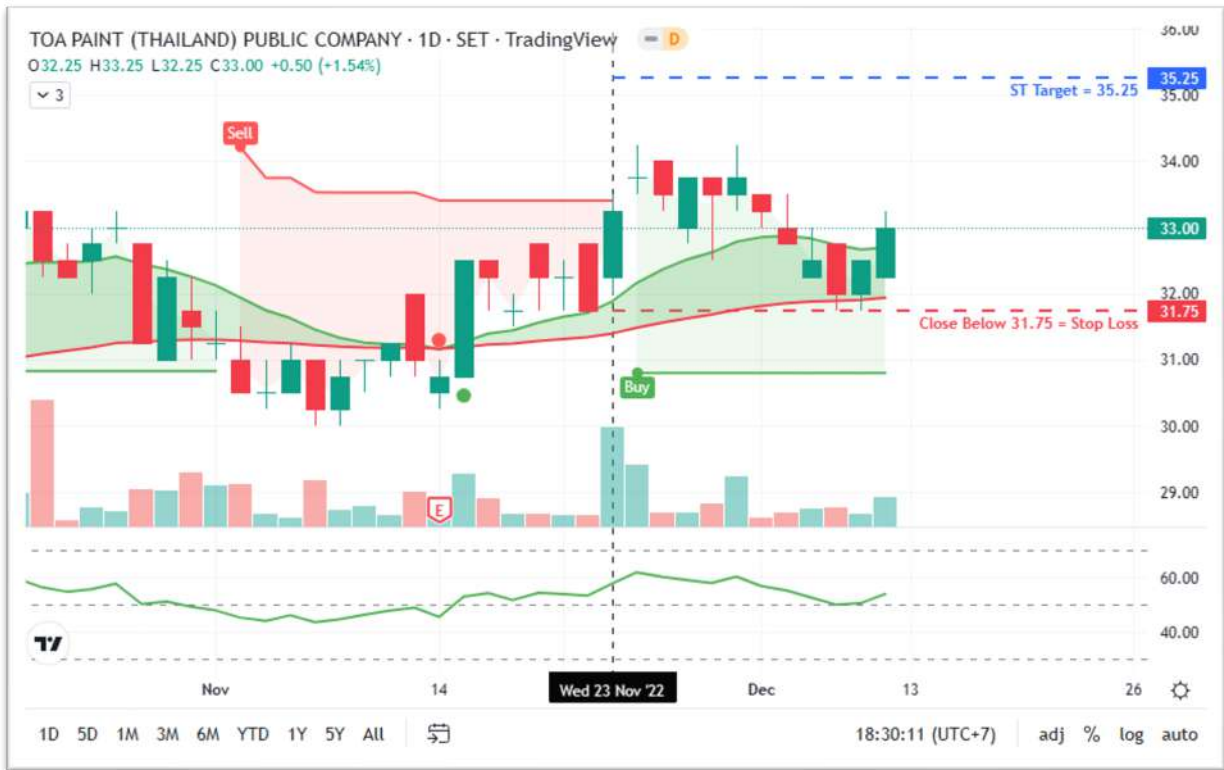 TOA PAINT (THAILAND) PUBLIC COMPANY · 1D · SET · TradingView
D
O32.25 H33.25 L32.25 C33.00 +0.50 (+1.54%)
3
36.00
35.25
ST Target = 35.25
35.00
Sell
34.00
33.00
32.00
31.75
Close Below 31.75 = Stop Loss
31.00
Buy
30.00
29.00
E
60.00
40.00
Nov
14
Wed 23 Nov '22
Dec
13
26
1D 5D 1M 3M 6M YTD 1Y 5Y All
18:30:11 (UTC+7)
adj % log auto